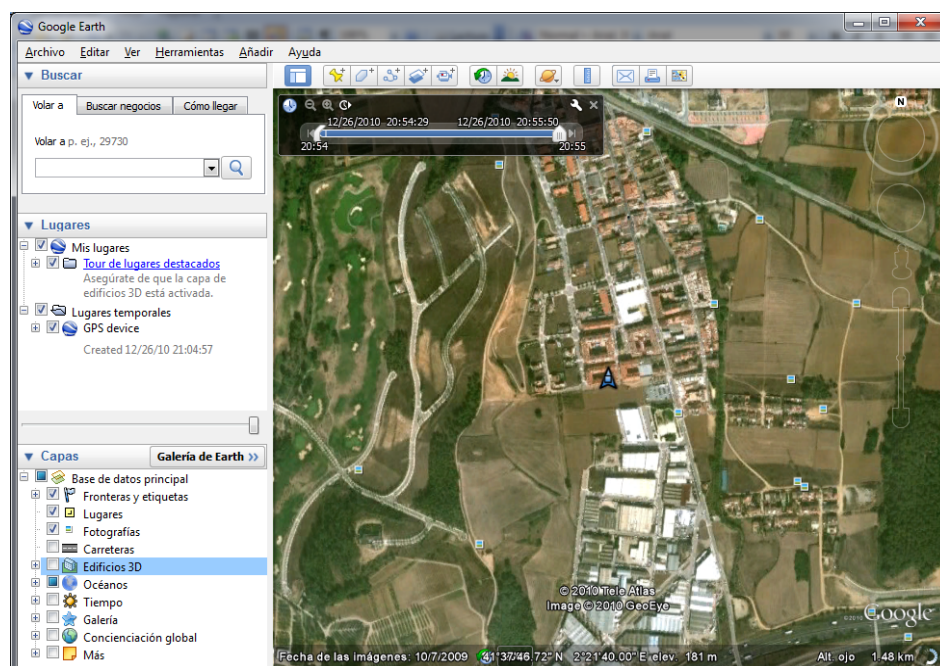 Google Earth
Archivo Editar Ver Herramientas Añadir Ayuda
Buscar
Volar a Buscar negocios Cómo llegar
Volar a p. ej., 29730
Lugares
Mis lugares
Tour de lugares destacados
Asegúrate de que la capa de
edificios 3D está activada.
Lugares temporales
GPS device
Created 12/26/10 21:04:57
Capas Galería de Earth >>
Base de datos principal
Fronteras y etiquetas
Lugares
Fotografías
Carreteras
Edificios 3D
Océanos
Tiempo
Galería
Concienciación global
Más
12/26/2010 20:54:29 12/26/2010 20:55:50
20:54 20:55
N
© 2010 Tele Atlas
Image © 2010 GeoEye
©2010 Google
Fecha de las imágenes: 10/7/2009 41°37'46.72" N 2°21'40.00" E elev. 181 m Alt. ojo 1.48 km